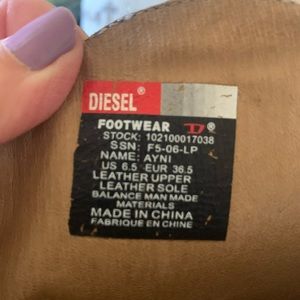 DIESEL®
FOOTWEAR D®
STOCK: 102100017038
SSN: F5-06-LP
NAME: AYNI
US 6.5 EUR 36.5
LEATHER UPPER
LEATHER SOLE
BALANCE MAN MADE
MATERIALS
MADE IN CHINA
FABRIQUE EN CHINE